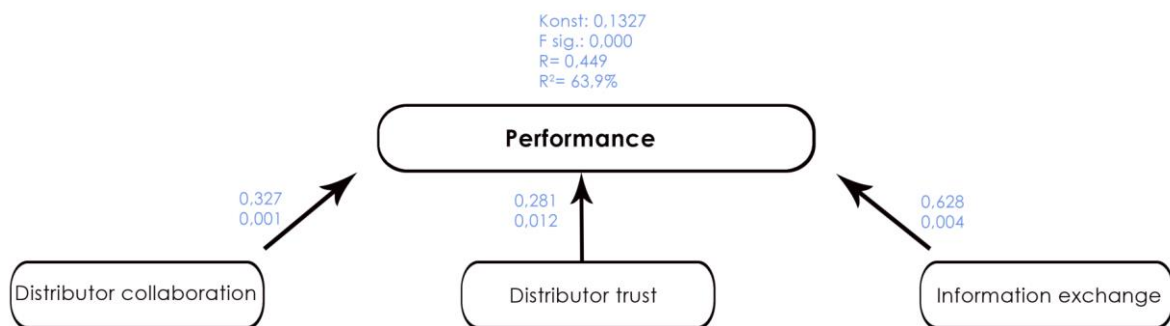 Konst: 0,1327
F sig.: 0,000
R= 0,449
R²= 63,9%
Performance
0,327
0,001
0,281
0,012
0,628
0,004
Distributor collaboration
Distributor trust
Information exchange